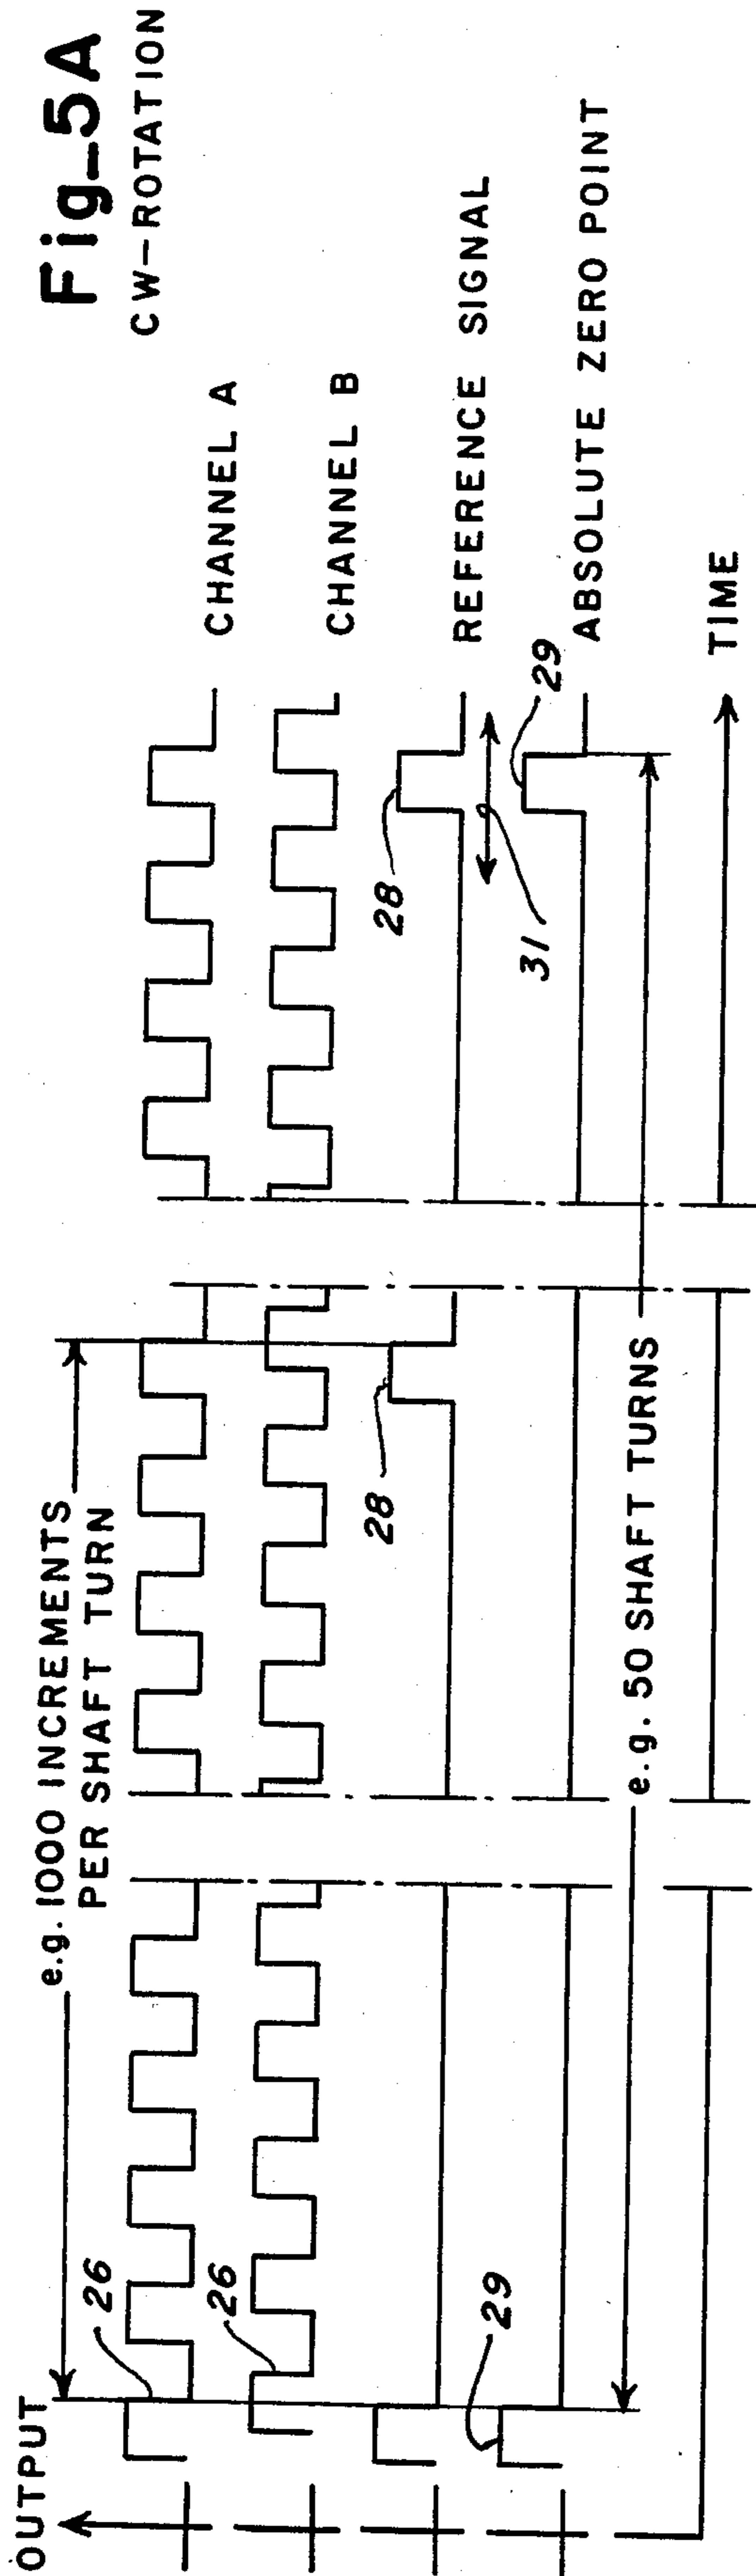 Fig_5A
CW-ROTATION
OUTPUT
e.g. 1000 INCREMENTS
PER SHAFT TURN
26
CHANNEL A
26
CHANNEL B
28
28
REFERENCE SIGNAL
31
29
29
ABSOLUTE ZERO POINT
e.g. 50 SHAFT TURNS
TIME